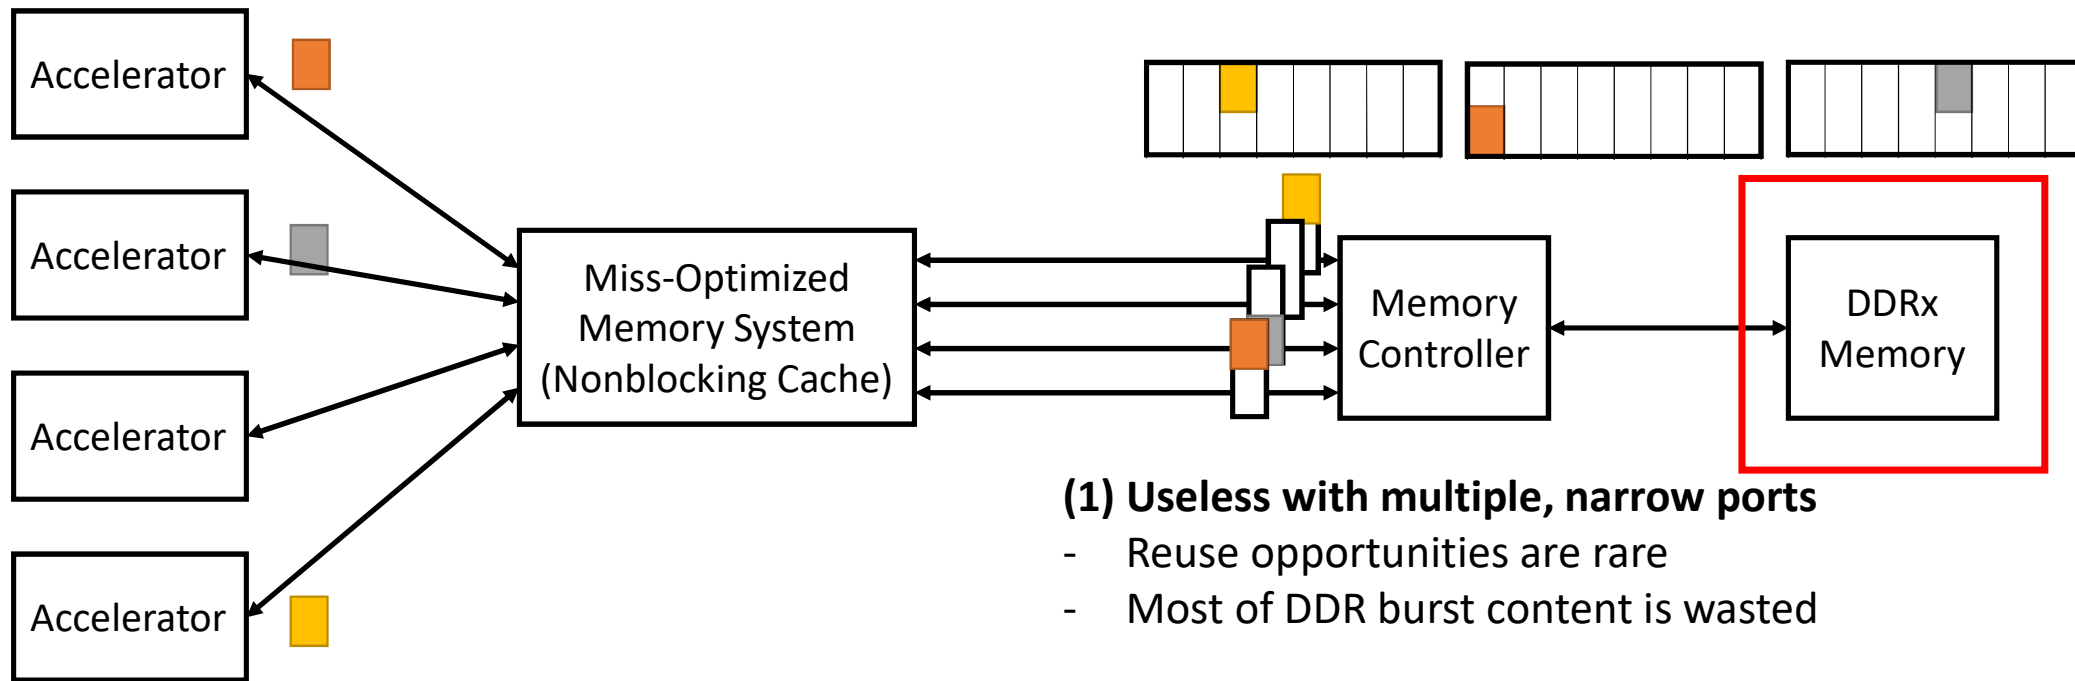 Accelerator
Accelerator
Accelerator
Accelerator
Miss-Optimized
Memory System
(Nonblocking Cache)
Memory
Controller
DDRx
Memory
(1) Useless with multiple, narrow ports
- Reuse opportunities are rare
- Most of DDR burst content is wasted